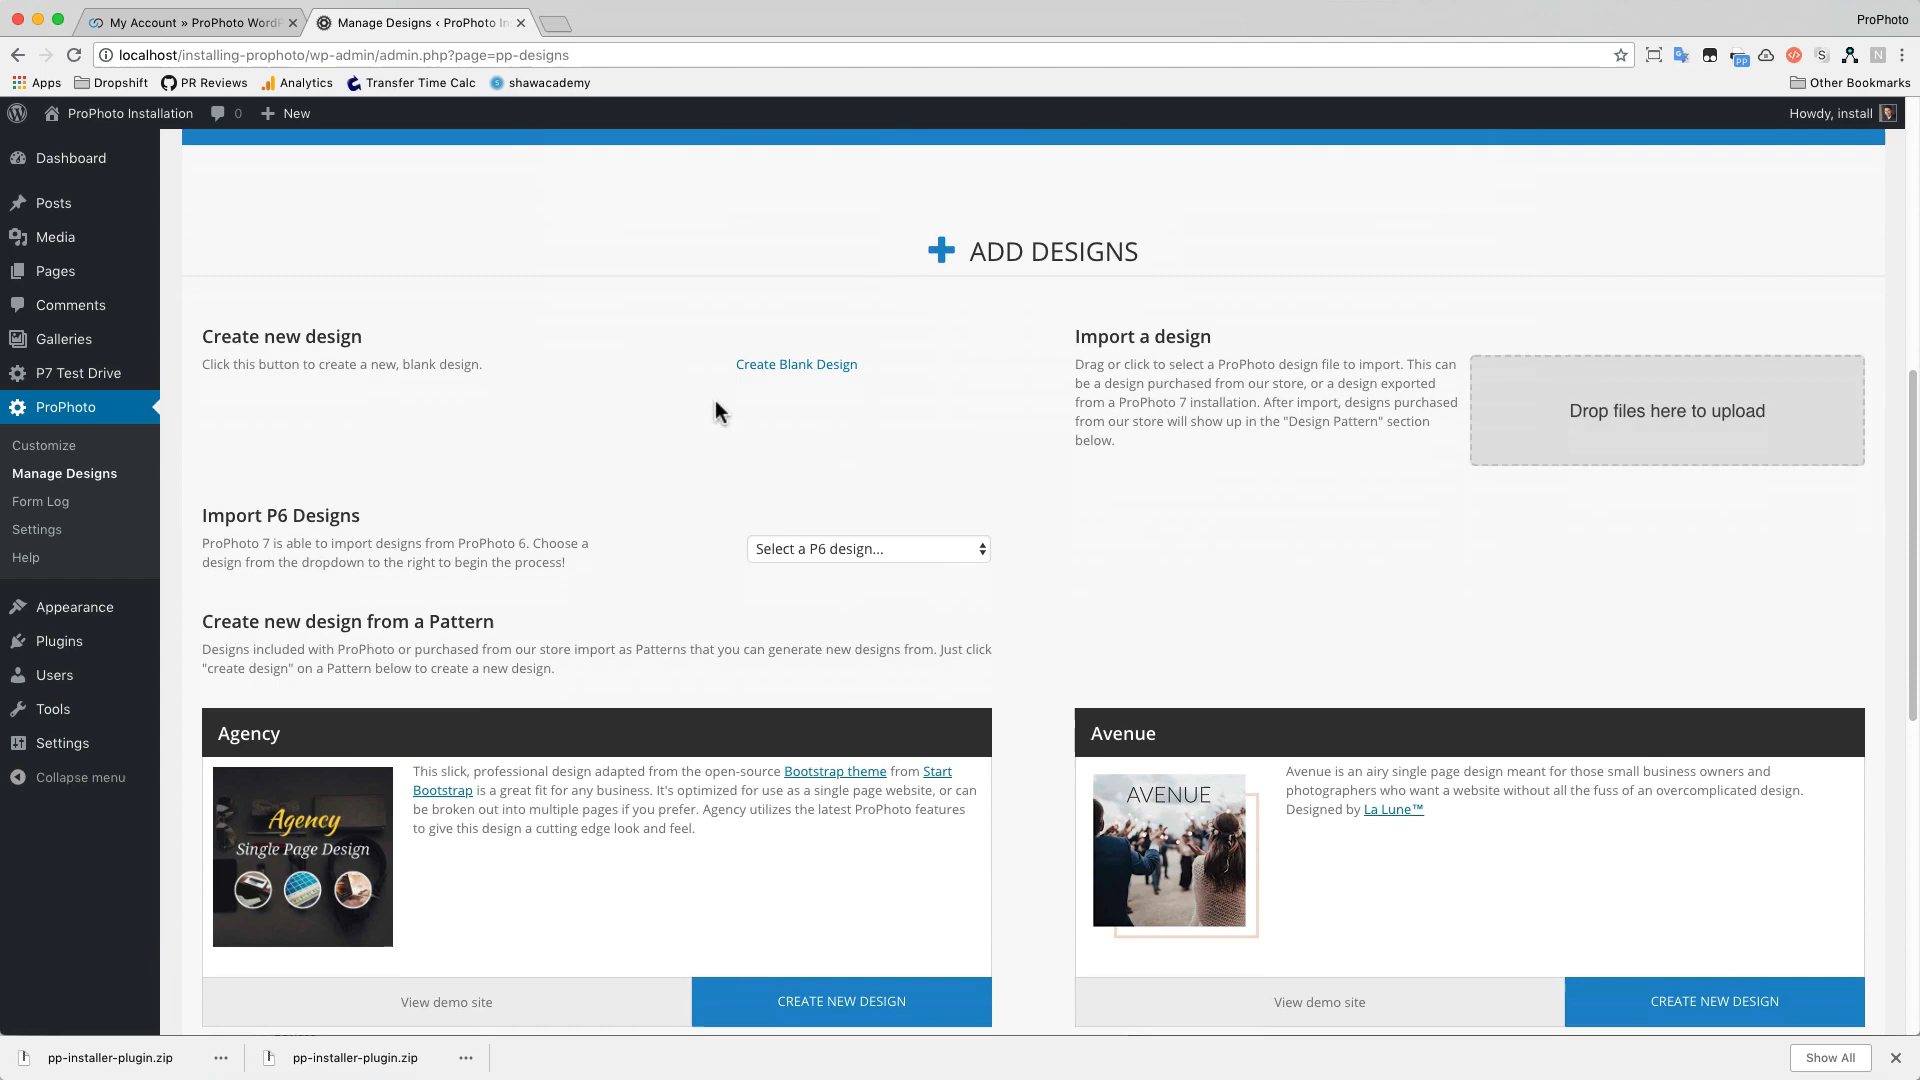 My Account » ProPhoto WordP
Manage Designs ‹ ProPhoto In
ProPhoto
localhost/installing-prophoto/wp-admin/admin.php?page=pp-designs
Apps
Dropshift
PR Reviews
Analytics
Transfer Time Calc
shawacademy
Other Bookmarks
ProPhoto Installation
0
New
Howdy, install
Dashboard
Posts
Media
Pages
Comments
Galleries
P7 Test Drive
ProPhoto
Customize
Manage Designs
Form Log
Settings
Help
Appearance
Plugins
Users
Tools
Settings
Collapse menu
ADD DESIGNS
Create new design
Click this button to create a new, blank design.
Create Blank Design
Import a design
Drag or click to select a ProPhoto design file to import. This can
be a design purchased from our store, or a design exported
from a ProPhoto 7 installation. After import, designs purchased
from our store will show up in the "Design Pattern" section
below.
Drop files here to upload
Import P6 Designs
ProPhoto 7 is able to import designs from ProPhoto 6. Choose a
design from the dropdown to the right to begin the process!
Select a P6 design...
Create new design from a Pattern
Designs included with ProPhoto or purchased from our store import as Patterns that you can generate new designs from. Just click
"create design" on a Pattern below to create a new design.
Agency
Agency
Single Page Design
This slick, professional design adapted from the open-source Bootstrap theme from Start
Bootstrap is a great fit for any business. It's optimized for use as a single page website, or can
be broken out into multiple pages if you prefer. Agency utilizes the latest ProPhoto features
to give this design a cutting edge look and feel.
View demo site
CREATE NEW DESIGN
Avenue
AVENUE
Avenue is an airy single page design meant for those small business owners and
photographers who want a website without all the fuss of an overcomplicated design.
Designed by La Lune™
View demo site
CREATE NEW DESIGN
pp-installer-plugin.zip
pp-installer-plugin.zip
Show All